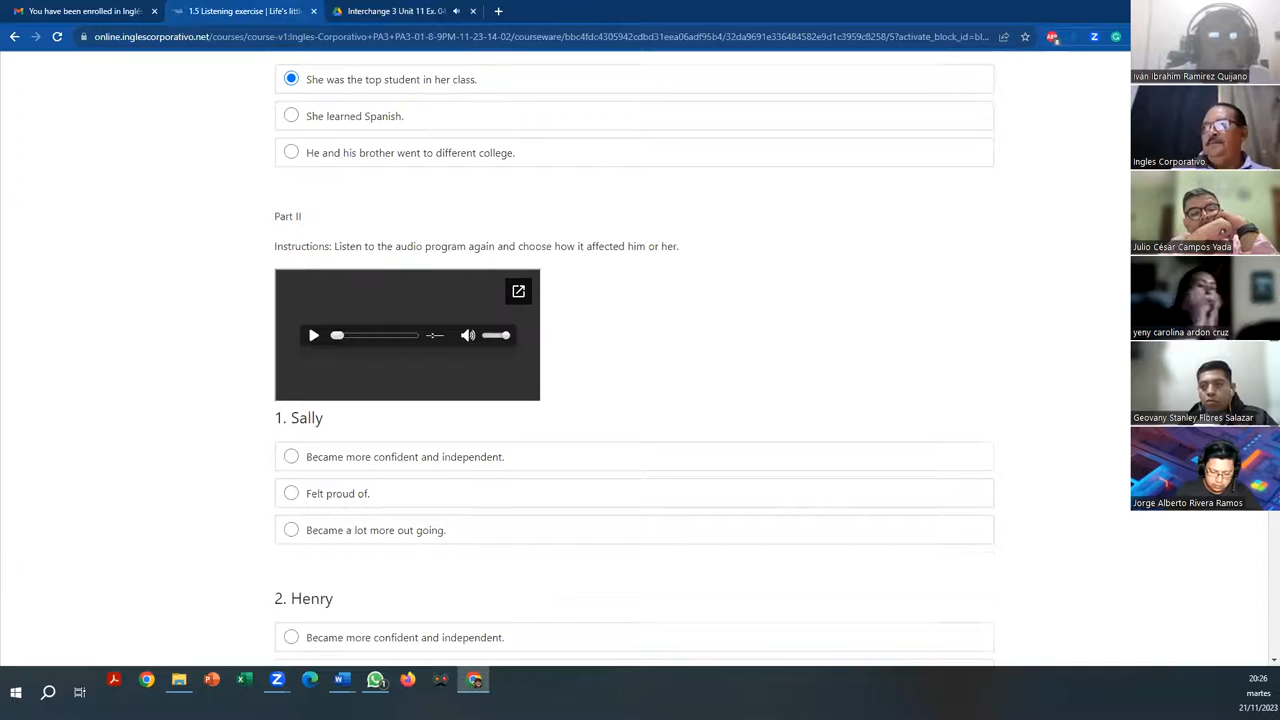 You have been enrolled in Inglé
1.5 Listening exercise | Life's littl
Interchange 3 Unit 11 Ex. 04
online.inglescorporativo.net/courses/course-v1:Ingles-Corporativo+PA3+PA3-01-8-9PM-11-23-14-02/courseware/bbc4fdc4305942cdbd31eea06adf95b4/32da9691e336484582e9d1c3959c8258/5?activate_block_id=bl...
She was the top student in her class.
She learned Spanish.
He and his brother went to different college.
Part II
Instructions: Listen to the audio program again and choose how it affected him or her.
1. Sally
Became more confident and independent.
Felt proud of.
Became a lot more out going.
2. Henry
Became more confident and independent.
Iván Ibrahim Ramirez Quijano
Ingles Corporativo
Julio César Campos Yada
yeny carolina ardon cruz
Geovany Stanley Flores Salazar
Jorge Alberto Rivera Ramos
20:26
martes
21/11/2023